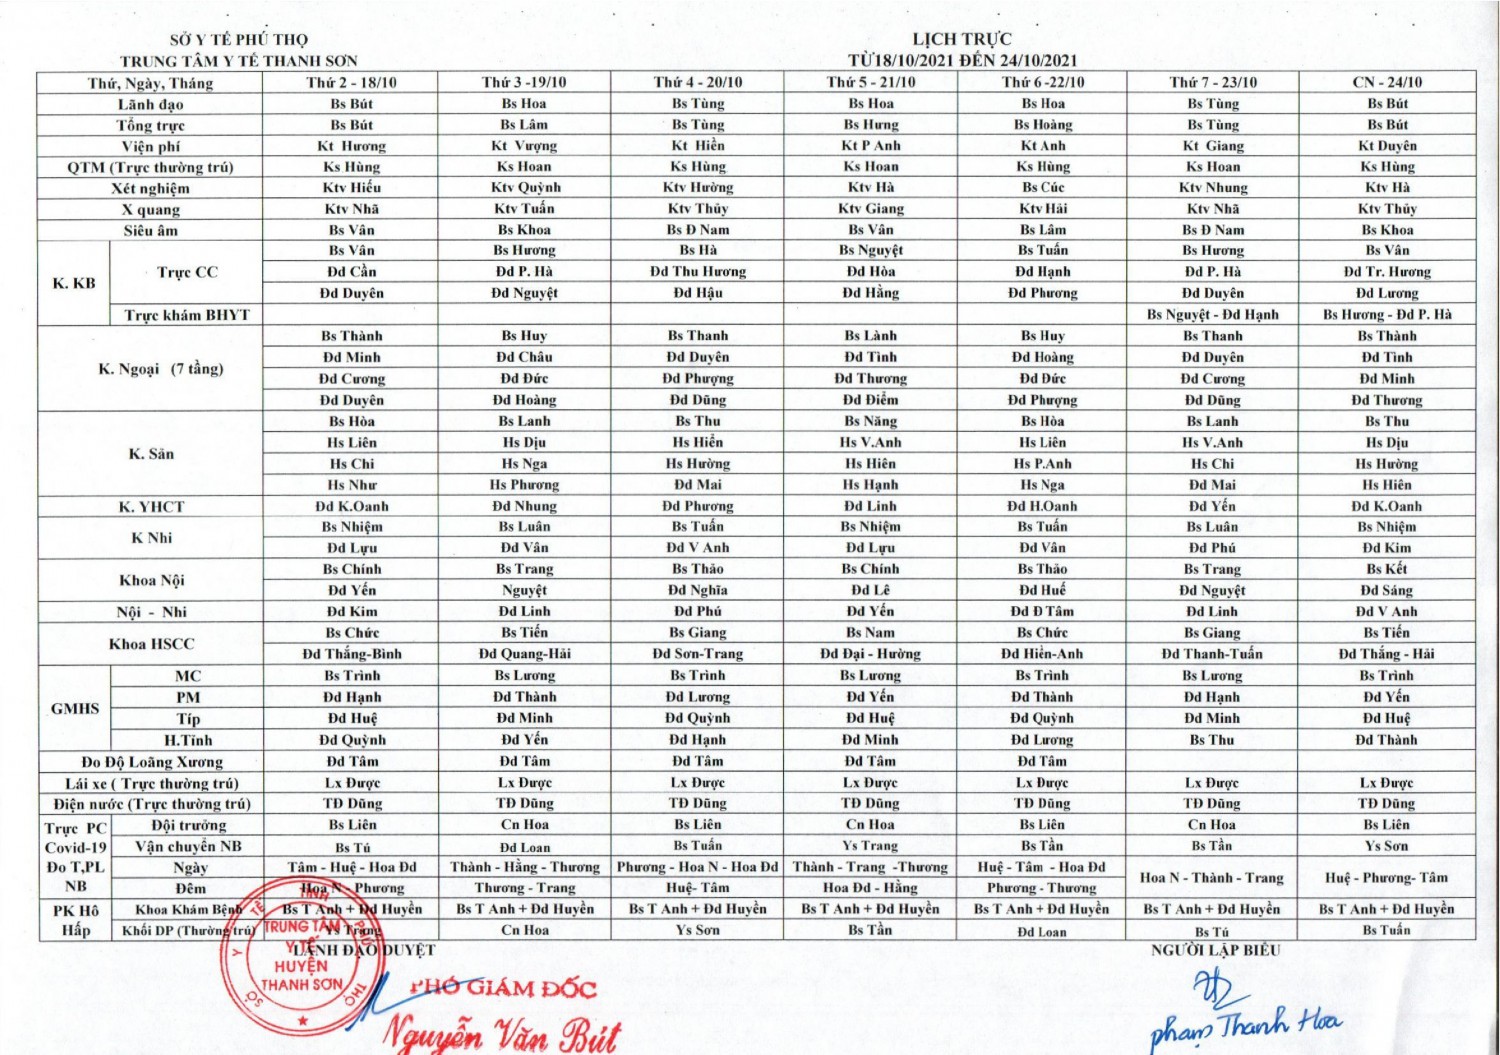 SỞ Y TẾ PHÚ THỌ
TRUNG TÂM Y TẾ THANH SƠN
LỊCH TRỰC
TỪ 18/10/2021 ĐẾN 24/10/2021
Thứ, Ngày, Tháng Thứ 2 - 18/10 Thứ 3 -19/10 Thứ 4 - 20/10 Thứ 5 - 21/10 Thứ 6 -22/10 Thứ 7 - 23/10 CN - 24/10
Lãnh đạo Bs Bút Bs Hoa Bs Tùng Bs Hoa Bs Hoa Bs Tùng Bs Bút
Tổng trực Bs Bút Bs Lâm Bs Tùng Bs Hưng Bs Hoàng Bs Tùng Bs Bút
Viện phí Kt Hương Kt Vượng Kt Hiền Kt P Anh Kt Anh Kt Giang Kt Duyên
QTM (Trực thường trú) Ks Hùng Ks Hoan Ks Hùng Ks Hoan Ks Hùng Ks Hoan Ks Hùng
Xét nghiệm Ktv Hiếu Ktv Quỳnh Ktv Hường Ktv Hà Bs Cúc Ktv Nhung Ktv Hà
X quang Ktv Nhã Ktv Tuấn Ktv Thủy Ktv Giang Ktv Hải Ktv Nhã Ktv Thủy
Siêu âm Bs Vân Bs Khoa Bs Đ Nam Bs Vân Bs Lâm Bs Đ Nam Bs Khoa
K. KB Trực CC Bs Vân Bs Hương Bs Hà Bs Nguyệt Bs Tuấn Bs Hương Bs Vân
Đd Cần Đd P. Hà Đd Thu Hương Đd Hòa Đd Hạnh Đd P. Hà Đd Tr. Hương
Đd Duyên Đd Nguyệt Đd Hậu Đd Hằng Đd Phương Đd Duyên Đd Lương
Trực khám BHYT Bs Nguyệt - Đd Hạnh Bs Hương - Đd P. Hà
K. Ngoại (7 tầng) Bs Thành Bs Huy Bs Thanh Bs Lành Bs Huy Bs Thanh Bs Thành
Đd Minh Đd Châu Đd Duyên Đd Tình Đd Hoàng Đd Duyên Đd Tình
Đd Cương Đd Đức Đd Phượng Đd Thương Đd Đức Đd Cương Đd Minh
Đd Duyên Đd Hoàng Đd Dũng Đd Điểm Đd Phượng Đd Dũng Đd Thương
K. Sản Bs Hòa Bs Lanh Bs Thu Bs Năng Bs Hòa Bs Lanh Bs Thu
Hs Liên Hs Dịu Hs Hiển Hs V.Anh Hs Liên Hs V.Anh Hs Dịu
Hs Chi Hs Nga Hs Hường Hs Hiên Hs P.Anh Hs Chi Hs Hường
Hs Như Hs Phương Đd Mai Hs Hạnh Hs Nga Đd Mai Hs Hiên
K. YHCT Đd K.Oanh Đd Nhung Đd Phương Đd Linh Đd H.Oanh Đd Yến Đd K.Oanh
K Nhi Bs Nhiệm Bs Luân Bs Tuấn Bs Nhiệm Bs Tuấn Bs Luân Bs Nhiệm
Đd Lựu Đd Vân Đd V Anh Đd Lựu Đd Vân Đd Phú Đd Kim
Khoa Nội Bs Chính Bs Trang Bs Thảo Bs Chính Bs Thảo Bs Trang Bs Kết
Đd Yến Nguyệt Đd Nghĩa Đd Lê Đd Huế Đd Nguyệt Đd Sáng
Nội - Nhi Đd Kim Đd Linh Đd Phú Đd Yến Đd Đ Tâm Đd Linh Đd V Anh
Khoa HSCC Bs Chức Bs Tiến Bs Giang Bs Nam Bs Chức Bs Giang Bs Tiến
Đd Thắng-Bình Đd Quang-Hải Đd Sơn-Trang Đd Đại - Hường Đd Hiền-Anh Đd Thanh-Tuấn Đd Thắng - Hải
GMHS MC Bs Trình Bs Lương Bs Trình Bs Lương Bs Trình Bs Lương Bs Trình
PM Đd Hạnh Đd Thành Đd Lương Đd Yến Đd Thành Đd Hạnh Đd Yến
Típ Đd Huệ Đd Minh Đd Quỳnh Đd Huệ Đd Quỳnh Đd Minh Đd Huệ
H.Tỉnh Đd Quỳnh Đd Yến Đd Hạnh Đd Minh Đd Lương Bs Thu Đd Thành
Đo Độ Loãng Xương Đd Tâm Đd Tâm Đd Tâm Đd Tâm Đd Tâm
Lái xe ( Trực thường trú) Lx Được Lx Được Lx Được Lx Được Lx Được Lx Được Lx Được
Điện nước (Trực thường trú) TĐ Dũng TĐ Dũng TĐ Dũng TĐ Dũng TĐ Dũng TĐ Dũng TĐ Dũng
Trực PC Covid-19 Đo T,PL NB Đội trưởng Bs Liên Cn Hoa Bs Liên Cn Hoa Bs Liên Cn Hoa Bs Liên
Vận chuyển NB Bs Tú Đd Loan Bs Tuấn Ys Trang Bs Tần Bs Tần Ys Sơn
Ngày Tâm - Huệ - Hoa Đd Thành - Hằng - Thương Phương - Hoa N - Hoa Đd Thành - Trang -Thương Huệ - Tâm - Hoa Đd Hoa N - Thành - Trang Huệ - Phương- Tâm
Đêm Hoa N - Phương Thương - Trang Huệ- Tâm Hoa Đd - Hằng Phương - Thương
PK Hô Hấp Khoa Khám Bệnh Bs T Anh + Đd Huyền Bs T Anh + Đd Huyền Bs T Anh + Đd Huyền Bs T Anh + Đd Huyền Bs T Anh + Đd Huyền Bs T Anh + Đd Huyền Bs T Anh + Đd Huyền
Khối DP (Thường trú) Ys Trang Cn Hoa Ys Sơn Bs Tần Đd Loan Bs Tú Bs Tuấn
LÃNH ĐẠO DUYỆT
NGƯỜI LẬP BIỂU
SỞ Y TẾ TỈNH PHÚ THỌ
TRUNG TÂM
Y TẾ
HUYỆN
THANH SƠN
PHÓ GIÁM ĐỐC
Nguyễn Văn Bút
phạm Thanh Hoa